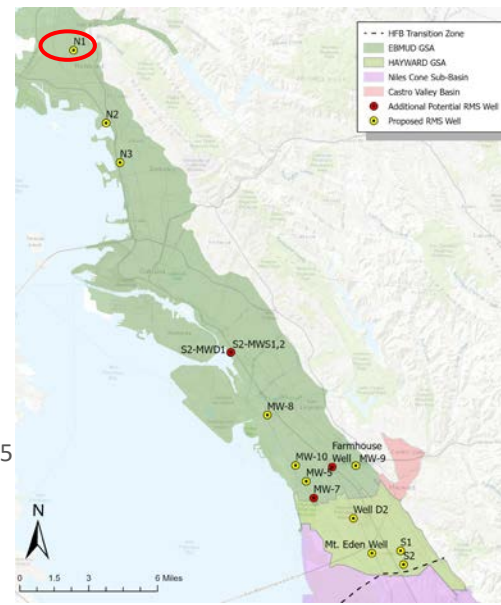 N1
N2
N3
HFB Transition Zone
EBMUD GSA
HAYWARD GSA
Niles Cone Sub-Basin
Castro Valley Basin
Additional Potential RMS Well
Proposed RMS Well
S2-MWD1
S2-MWS1,2
MW-8
Farmhouse
Well
MW-10
MW-9
5
MW-5
MW-7
Well D2
Mt. Eden Well
S1
S2
N
0 1.5 3 6 Miles